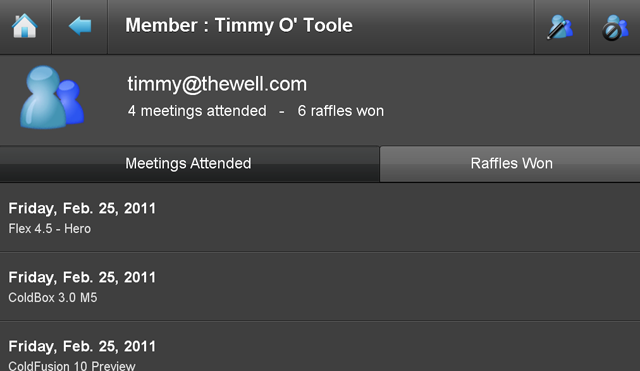 Member : Timmy O' Toole
timmy@thewell.com
4 meetings attended - 6 raffles won
Meetings Attended
Raffles Won
Friday, Feb. 25, 2011
Flex 4.5 - Hero
Friday, Feb. 25, 2011
ColdBox 3.0 M5
Friday, Feb. 25, 2011
ColdFusion 10 Preview